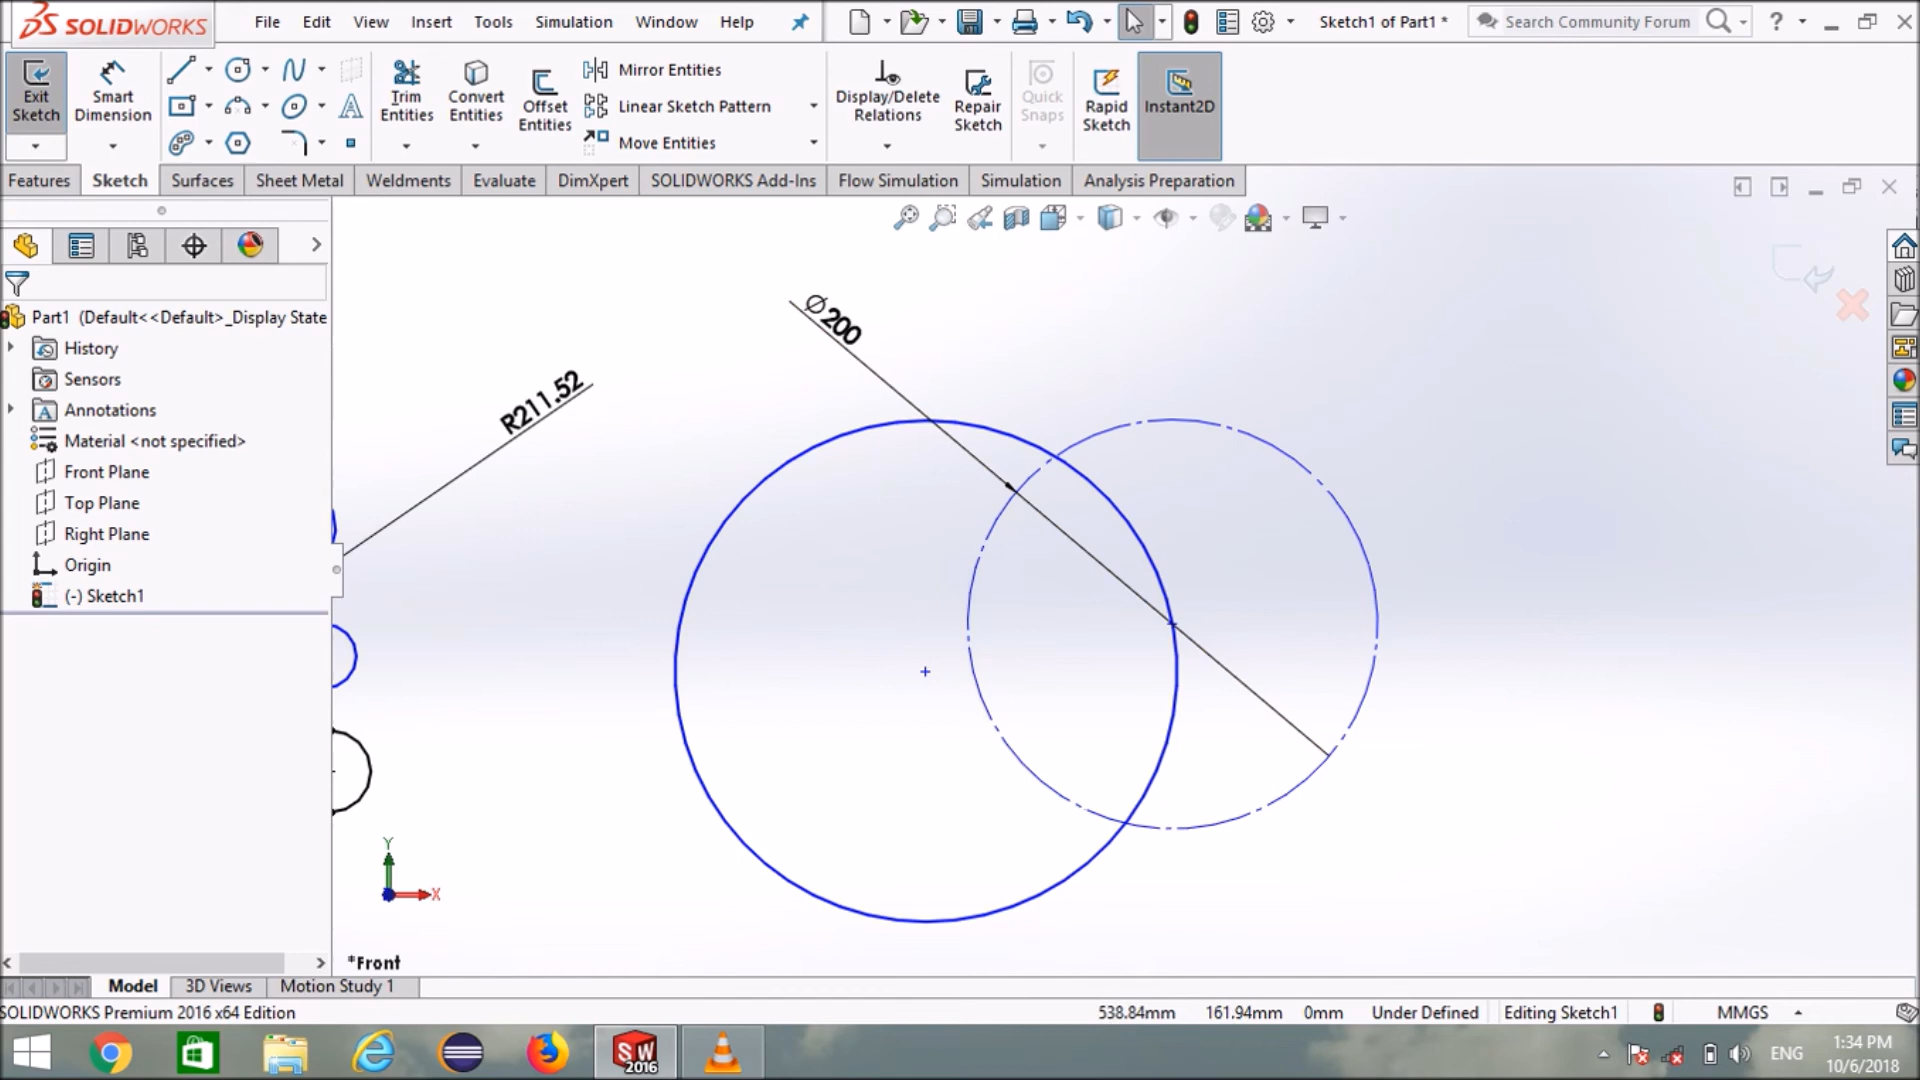 SOLIDWORKS
File Edit View Insert Tools Simulation Window Help
Sketch1 of Part1 *
Search Community Forum
?
Exit Sketch
Smart Dimension
Trim Entities
Convert Entities
Offset Entities
Mirror Entities
Linear Sketch Pattern
Move Entities
Display/Delete Relations
Repair Sketch
Quick Snaps
Rapid Sketch
Instant2D
Features Sketch Surfaces Sheet Metal Weldments Evaluate DimXpert SOLIDWORKS Add-Ins Flow Simulation Simulation Analysis Preparation
Part1 (Default<<Default>_Display State
History
Sensors
Annotations
Material <not specified>
Front Plane
Top Plane
Right Plane
Origin
(-) Sketch1
R211.52
Ø200
Y
X
*Front
Model 3D Views Motion Study 1
SOLIDWORKS Premium 2016 x64 Edition
538.84mm 161.94mm 0mm Under Defined Editing Sketch1 MMGS
SW 2016
ENG
1:34 PM
10/6/2018